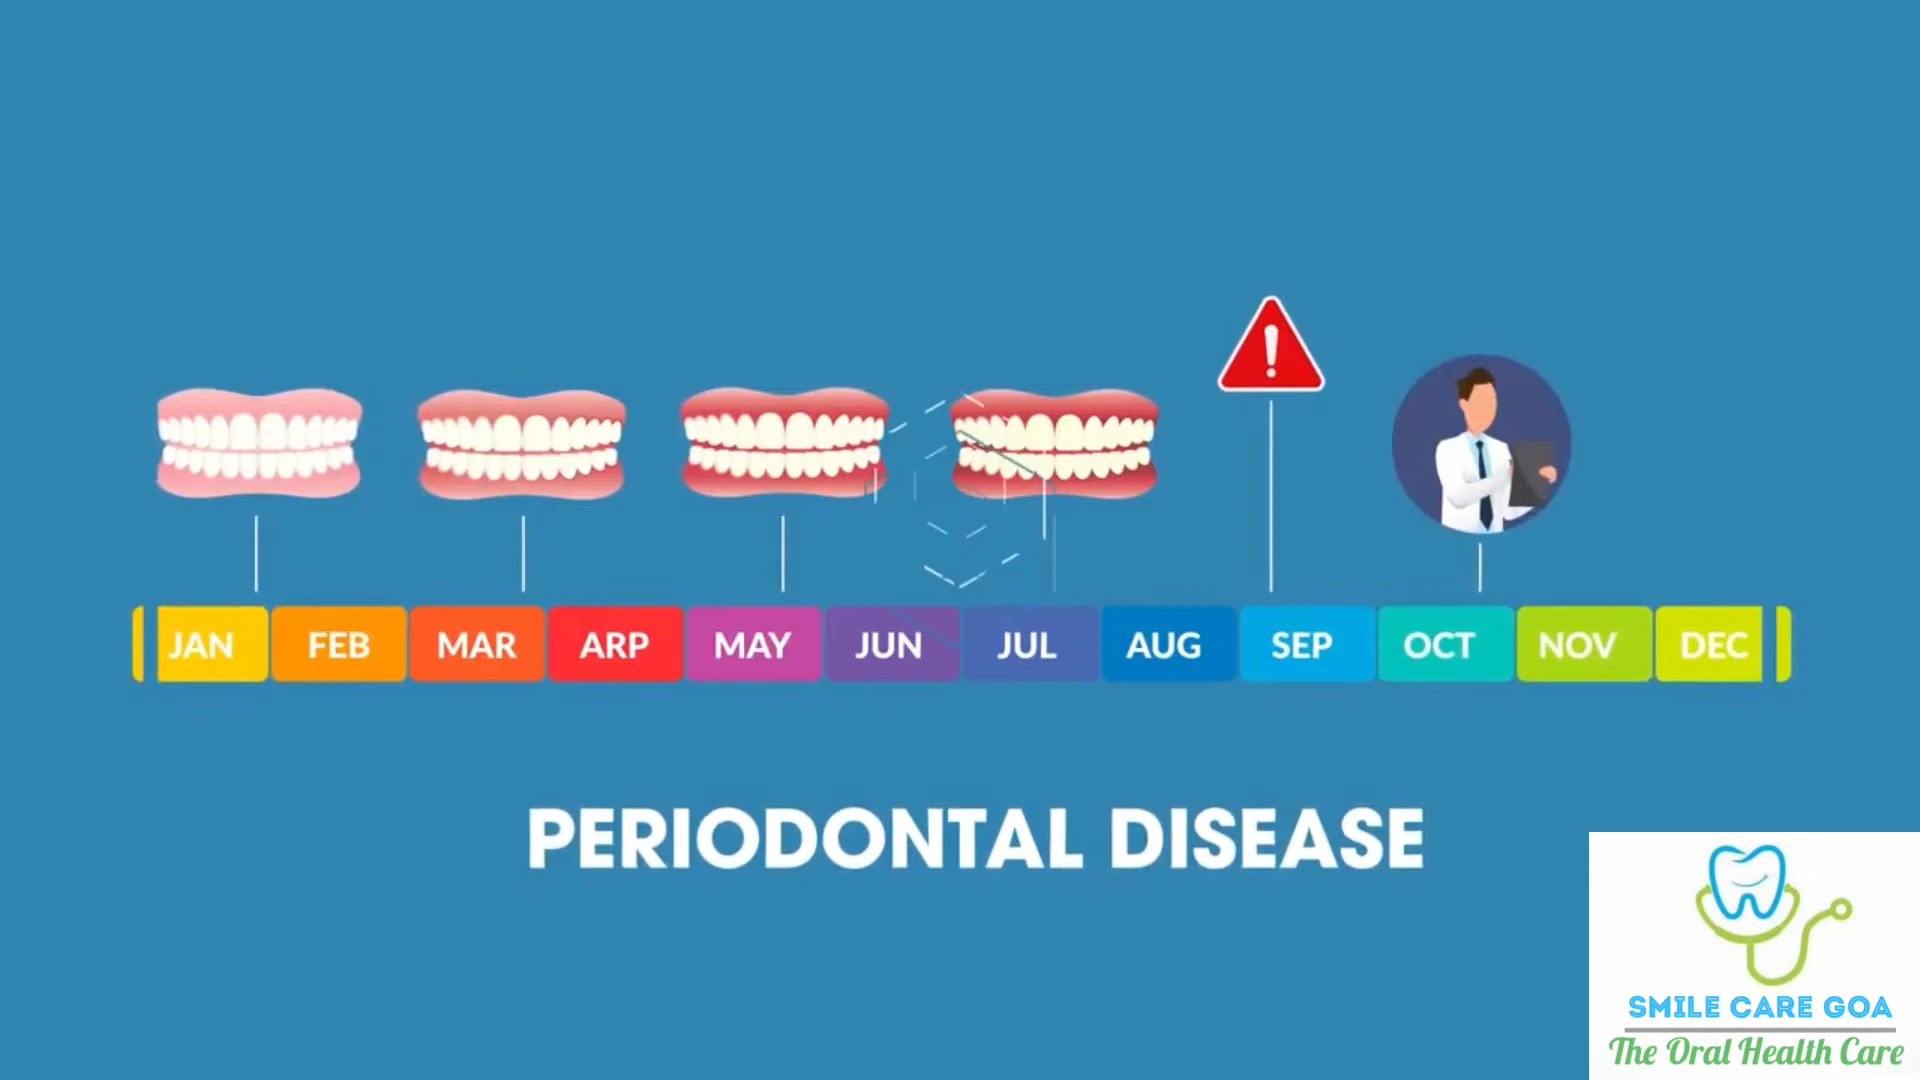 JAN FEB MAR ARP MAY JUN JUL AUG SEP OCT NOV DEC
PERIODONTAL DISEASE
SMILE CARE GOA
The Oral Health Care